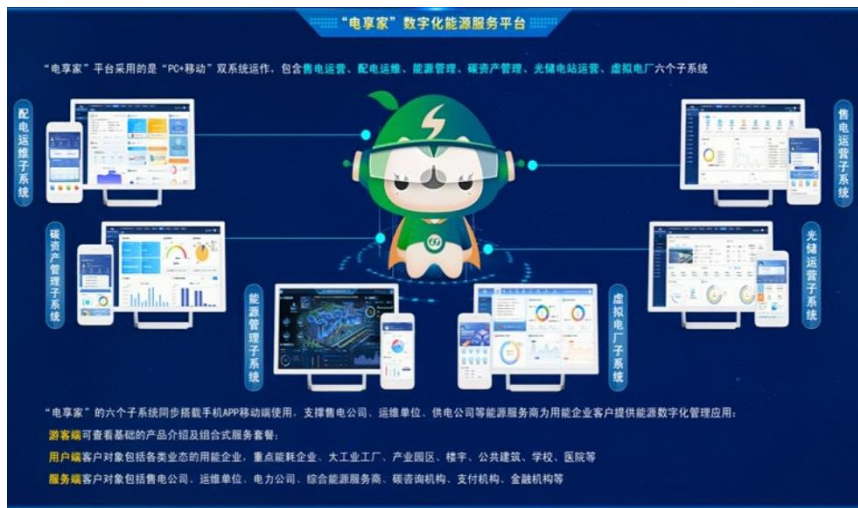 “电享家”数字化能源服务平台
“电享家”平台采用的是“PC+移动”双系统运作，包含售电运营、配电运维、能源管理、碳资产管理、光储电站运营、虚拟电厂六个子系统
配电运维子系统
售电运营子系统
碳资产管理子系统
光储运营子系统
能源管理子系统
虚拟电厂子系统
“电享家”的六个子系统同步搭载手机APP移动端使用，支撑售电公司、运维单位、供电公司等能源服务商为用能企业客户提供能源数字化管理应用：
游客端可查看基础的产品介绍及组合式服务套餐；
用户端客户对象包括各类业态的用能企业，重点能耗企业、大工业工厂、产业园区、楼宇、公共建筑、学校、医院等
服务端客户对象包括售电公司、运维单位、电力公司、综合能源服务商、碳咨询机构、支付机构、金融机构等